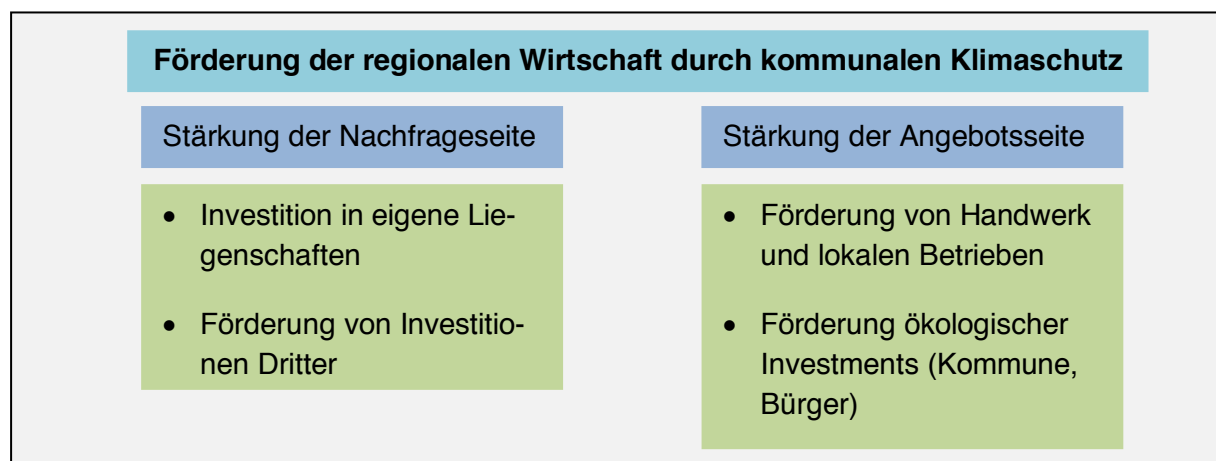 Förderung der regionalen Wirtschaft durch kommunalen Klimaschutz
Stärkung der Nachfrageseite
• Investition in eigene Lie-
genschaften
• Förderung von Investitio-
nen Dritter
Stärkung der Angebotsseite
• Förderung von Handwerk
und lokalen Betrieben
• Förderung ökologischer
Investments (Kommune,
Bürger)